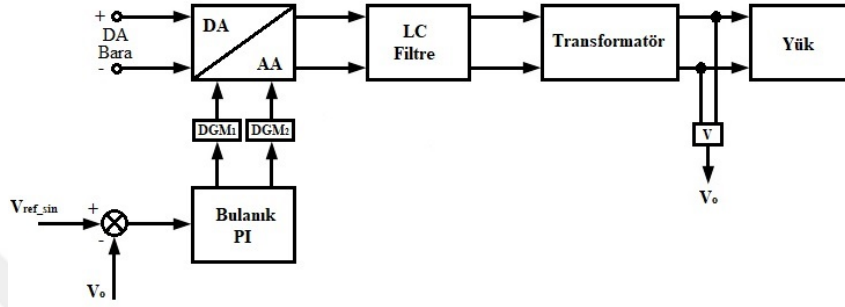 +
DA
Bara
-
DA
AA
LC
Filtre
Transformatör
Yük
DGM₁
DGM₂
V
Vₒ
Vref_sin
+
-
Bulanık
PI
Vₒ